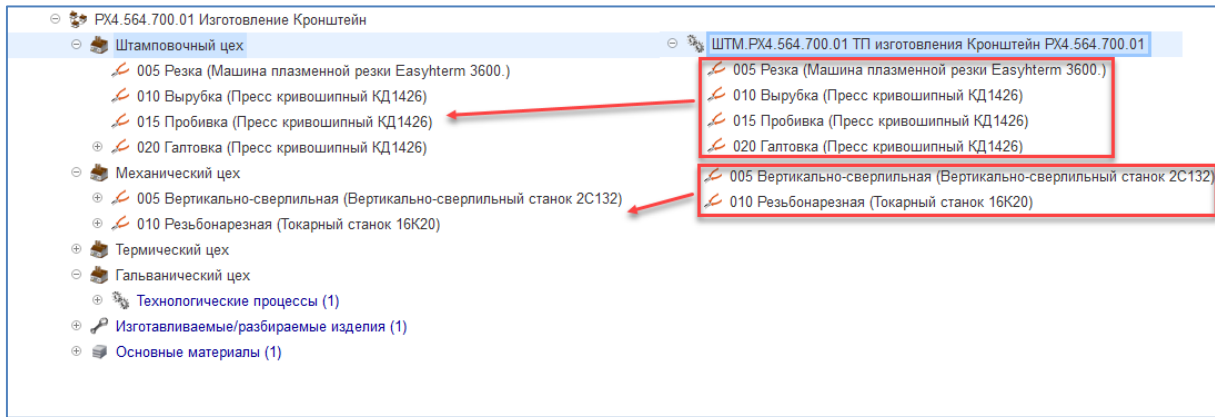 РХ4.564.700.01 Изготовление Кронштейн
Штамповочный цех
005 Резка (Машина плазменной резки Easyhterm 3600.)
010 Вырубка (Пресс кривошипный КД1426)
015 Пробивка (Пресс кривошипный КД1426)
020 Галтовка (Пресс кривошипный КД1426)
Механический цех
005 Вертикально-сверлильная (Вертикально-сверлильный станок 2С132)
010 Резьбонарезная (Токарный станок 16К20)
Термический цех
Гальванический цех
Технологические процессы (1)
Изготавливаемые/разбираемые изделия (1)
Основные материалы (1)
ШТМ.РХ4.564.700.01 ТП изготовления Кронштейн РХ4.564.700.01
005 Резка (Машина плазменной резки Easyhterm 3600.)
010 Вырубка (Пресс кривошипный КД1426)
015 Пробивка (Пресс кривошипный КД1426)
020 Галтовка (Пресс кривошипный КД1426)
005 Вертикально-сверлильная (Вертикально-сверлильный станок 2С132)
010 Резьбонарезная (Токарный станок 16К20)